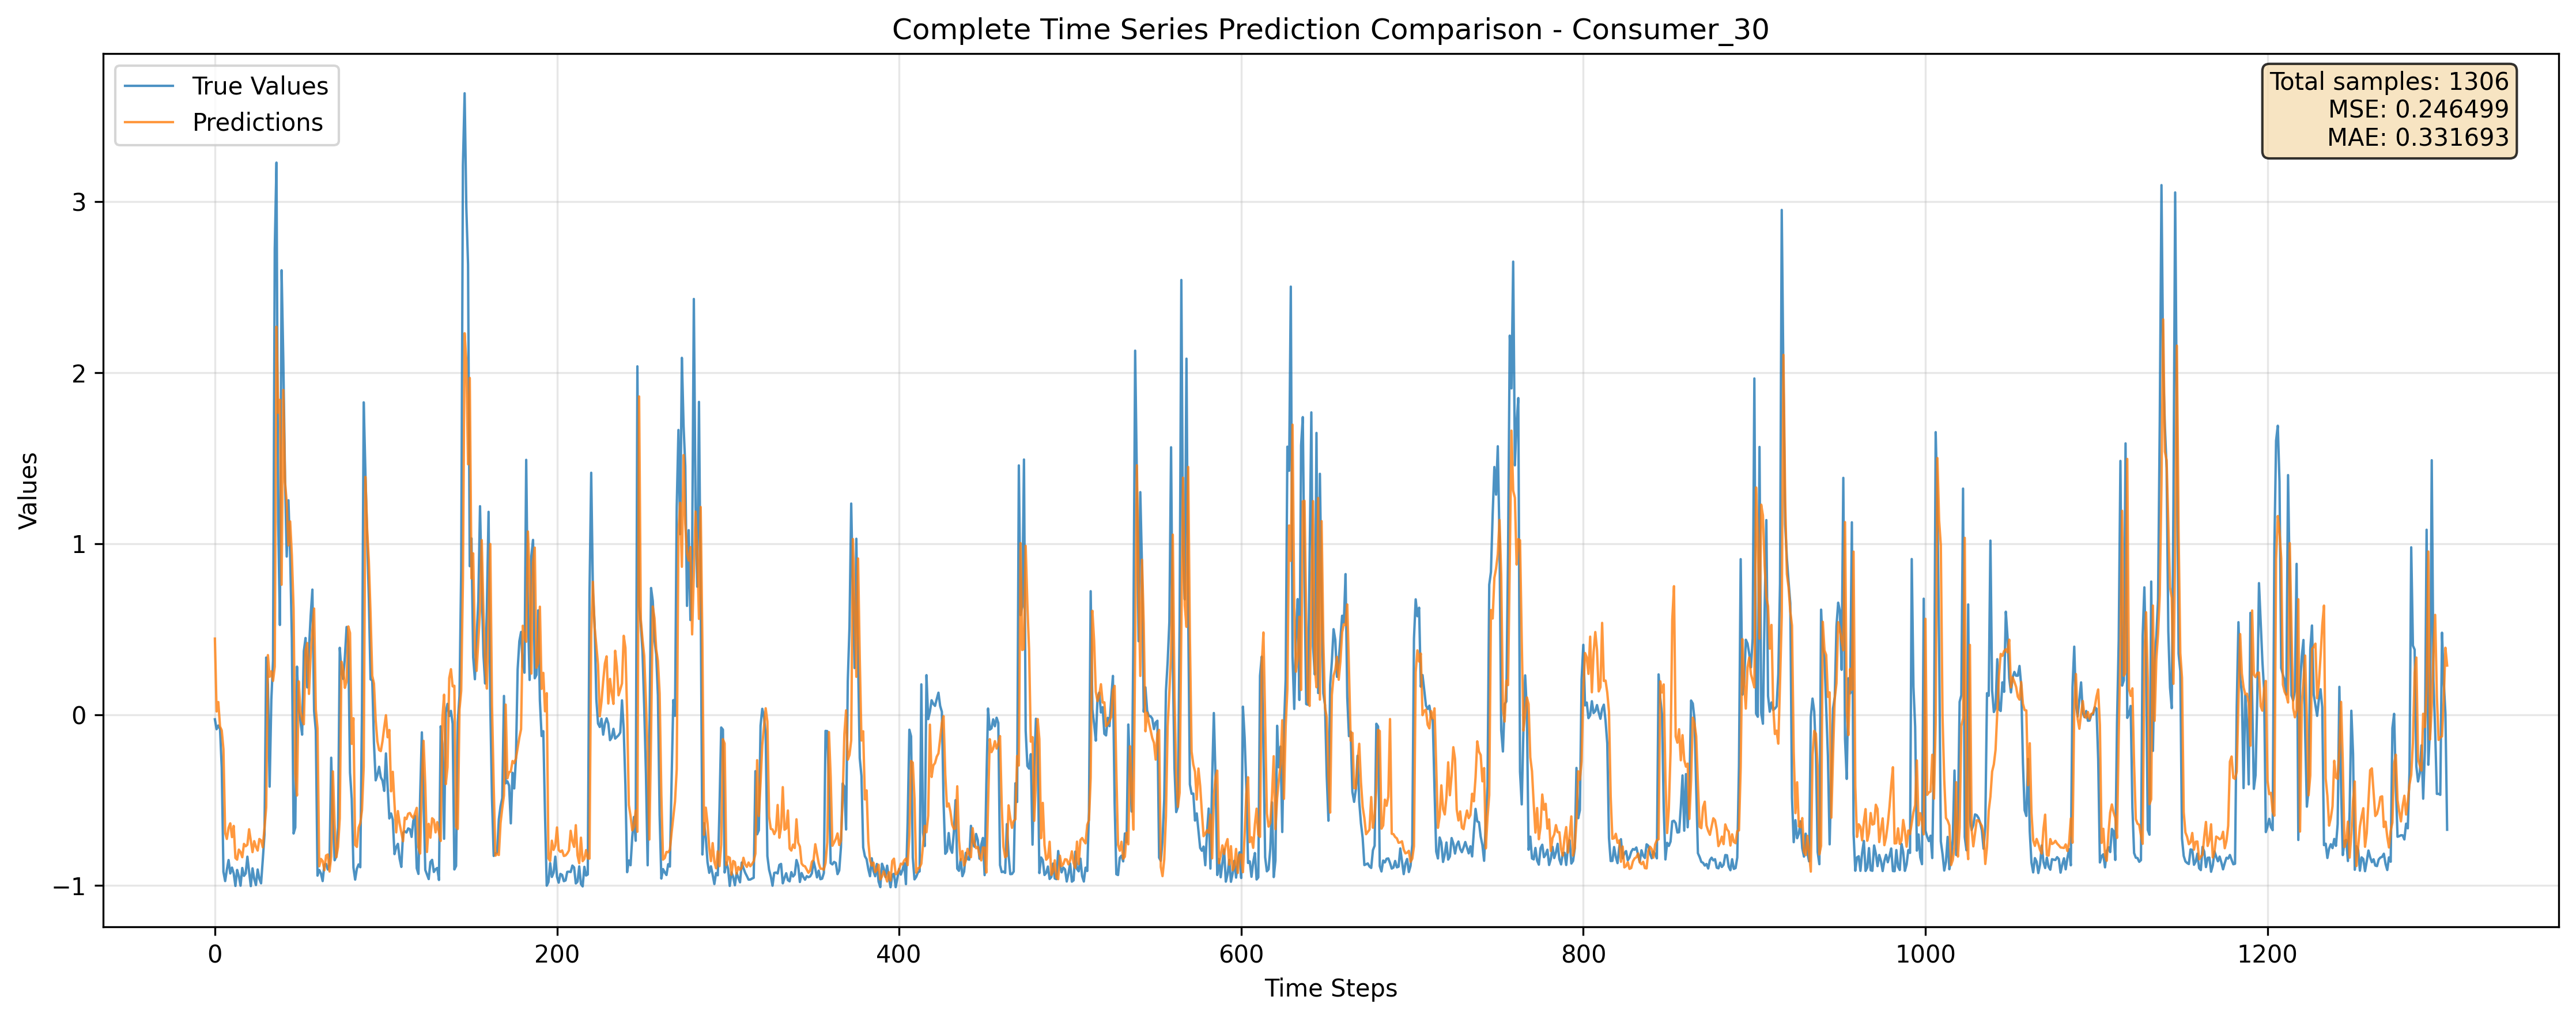 Complete Time Series Prediction Comparison - Consumer_30
True Values
Predictions
Total samples: 1306
MSE: 0.246499
MAE: 0.331693
Values
3
2
1
0
−1
0 200 400 600 800 1000 1200
Time Steps